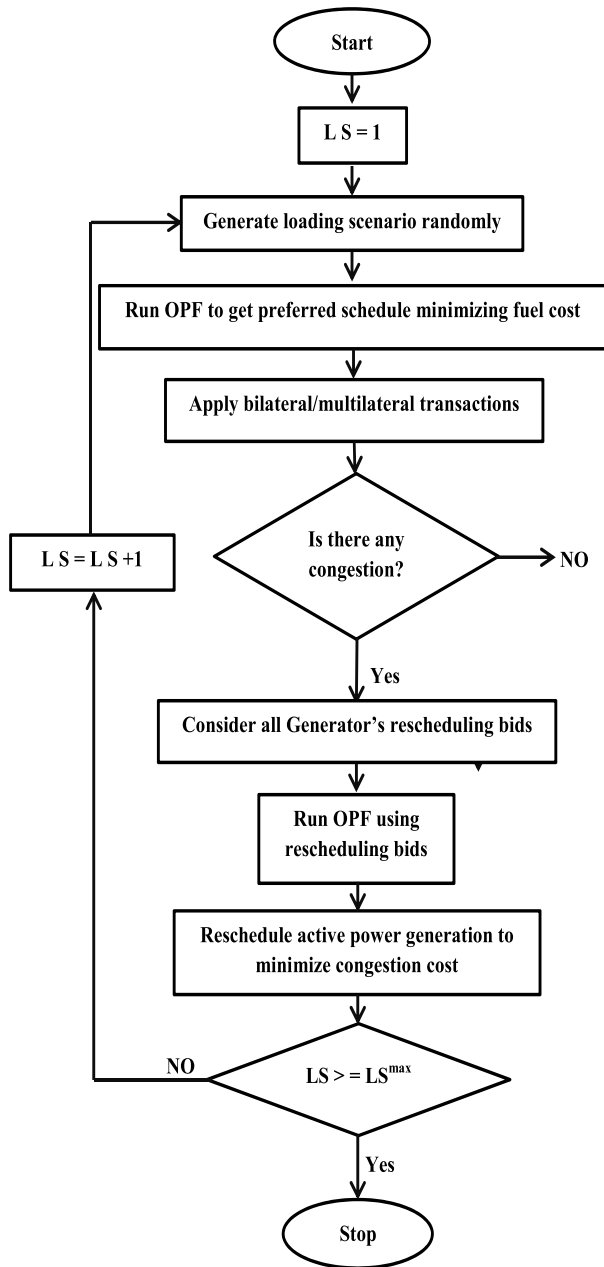 Start
L S = 1
Generate loading scenario randomly
Run OPF to get preferred schedule minimizing fuel cost
Apply bilateral/multilateral transactions
Is there any
congestion?
NO
L S = L S +1
Yes
Consider all Generator's rescheduling bids
Run OPF using
rescheduling bids
Reschedule active power generation to
minimize congestion cost
NO
LS > = LS^max
Yes
Stop